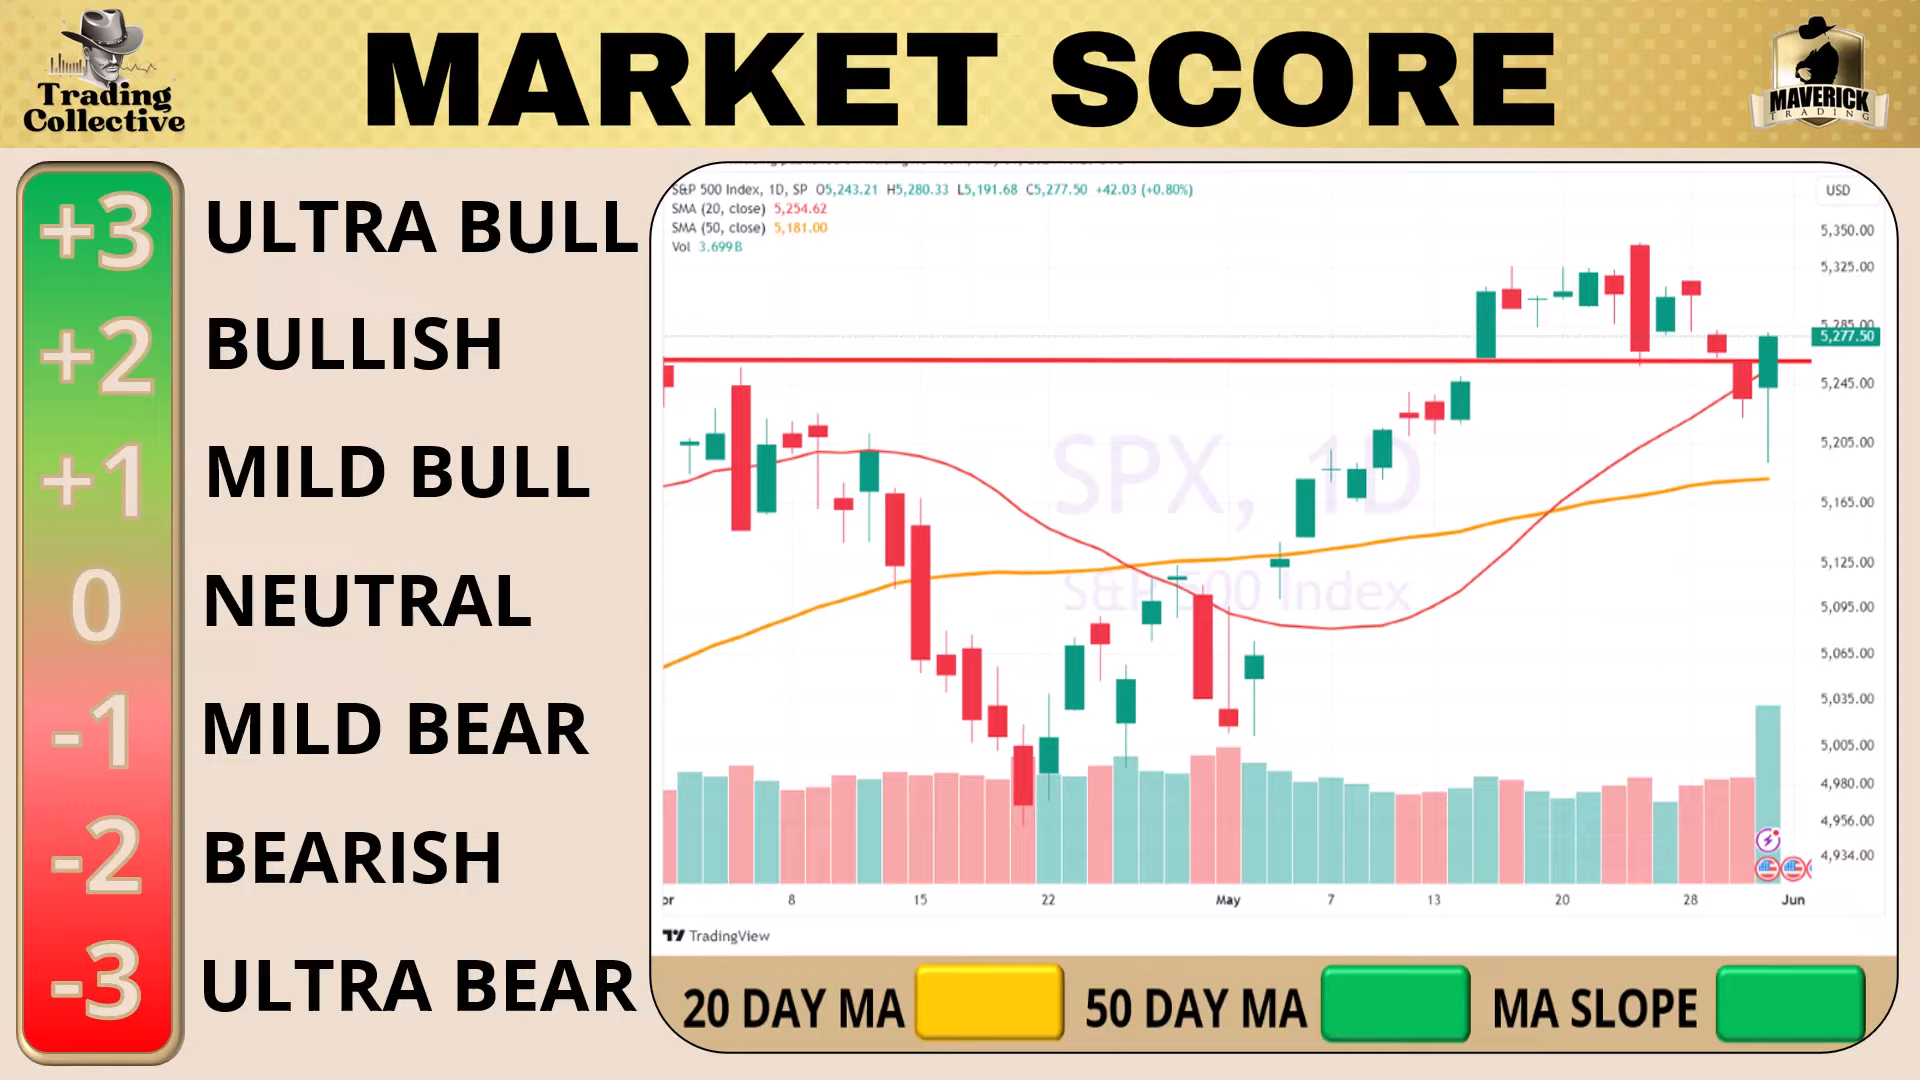 Trading
Collective
MARKET SCORE
MAVERICK
TRADING
+3 ULTRA BULL
+2 BULLISH
+1 MILD BULL
0 NEUTRAL
-1 MILD BEAR
-2 BEARISH
-3 ULTRA BEAR
S&P 500 Index, 1D, SP O5,243.21 H5,280.33 L5,191.68 C5,277.50 +42.03 (+0.80%)
SMA (20, close) 5,254.62
SMA (50, close) 5,181.00
Vol 3.699B
USD
5,350.00
5,325.00
5,285.00
5,277.50
5,245.00
5,205.00
5,165.00
5,125.00
5,095.00
5,065.00
5,035.00
5,005.00
4,980.00
4,956.00
4,934.00
SPX, 1D
S&P 500 Index
pr 8 15 22 May 7 13 20 28 Jun
TradingView
20 DAY MA 50 DAY MA MA SLOPE